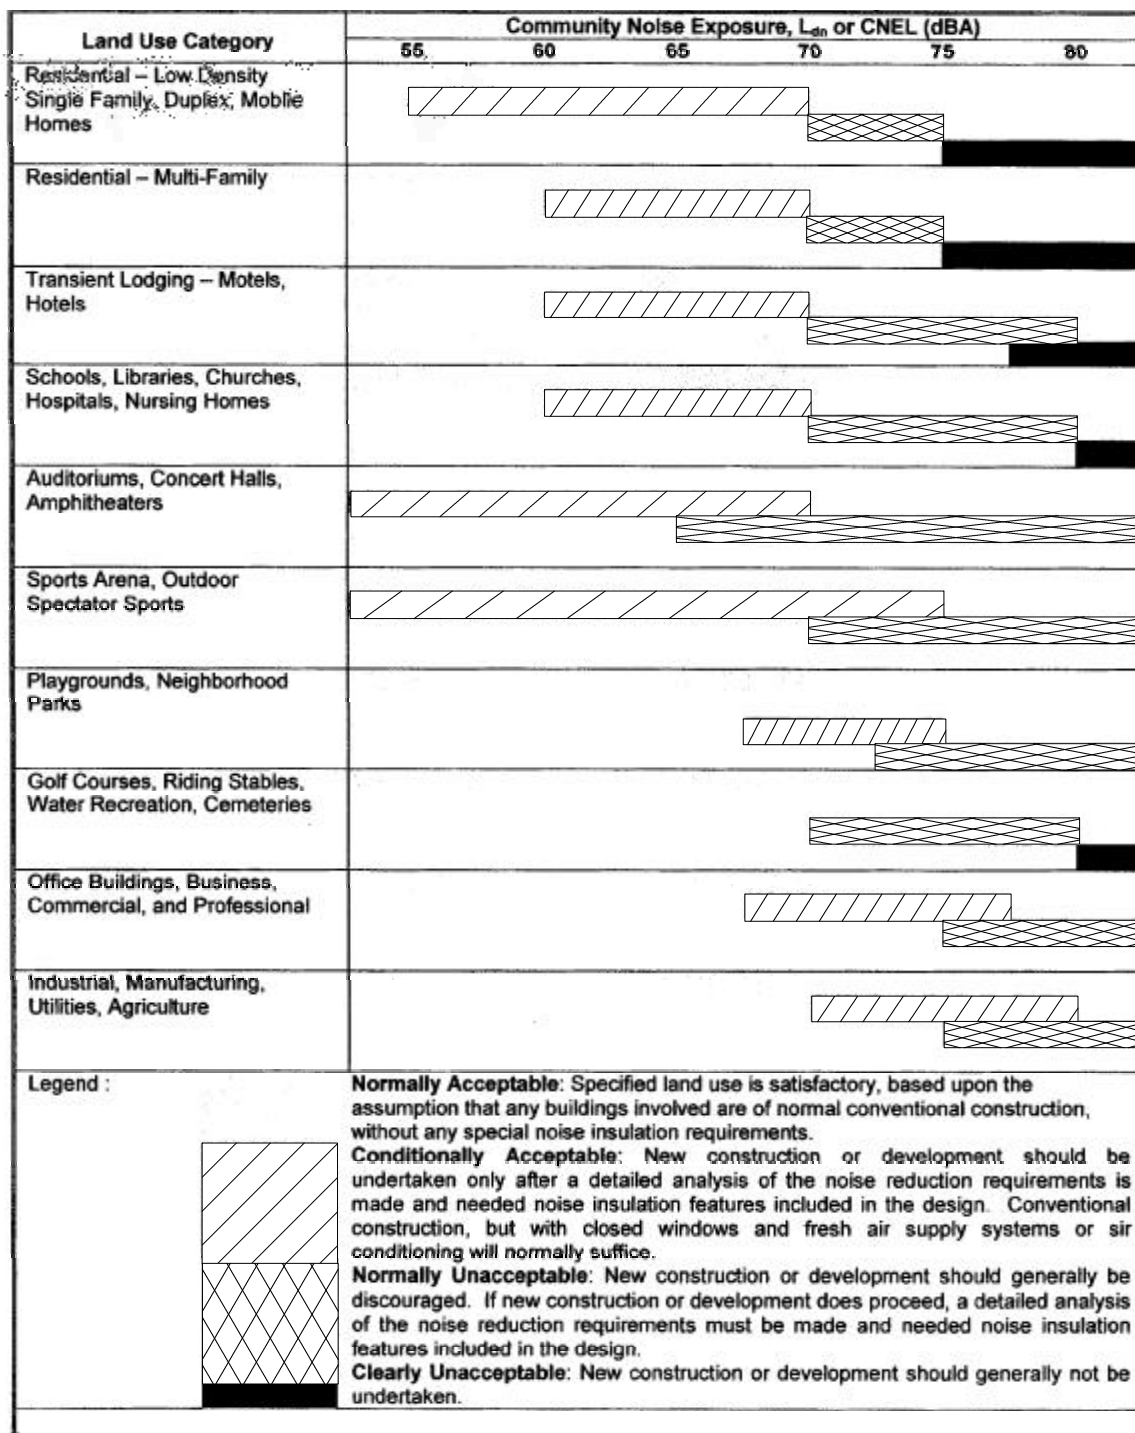 Land Use Category
Community Noise Exposure, Ldn or CNEL (dBA)
55 60 65 70 75 80
Residential – Low Density
Single Family, Duplex, Moblie
Homes
Residential – Multi-Family
Transient Lodging – Motels,
Hotels
Schools, Libraries, Churches,
Hospitals, Nursing Homes
Auditoriums, Concert Halls,
Amphitheaters
Sports Arena, Outdoor
Spectator Sports
Playgrounds, Neighborhood
Parks
Golf Courses, Riding Stables,
Water Recreation, Cemeteries
Office Buildings, Business,
Commercial, and Professional
Industrial, Manufacturing,
Utilities, Agriculture
Legend :
Normally Acceptable: Specified land use is satisfactory, based upon the
assumption that any buildings involved are of normal conventional construction,
without any special noise insulation requirements.
Conditionally Acceptable: New construction or development should be
undertaken only after a detailed analysis of the noise reduction requirements is
made and needed noise insulation features included in the design. Conventional
construction, but with closed windows and fresh air supply systems or sir
conditioning will normally suffice.
Normally Unacceptable: New construction or development should generally be
discouraged. If new construction or development does proceed, a detailed analysis
of the noise reduction requirements must be made and needed noise insulation
features included in the design.
Clearly Unacceptable: New construction or development should generally not be
undertaken.